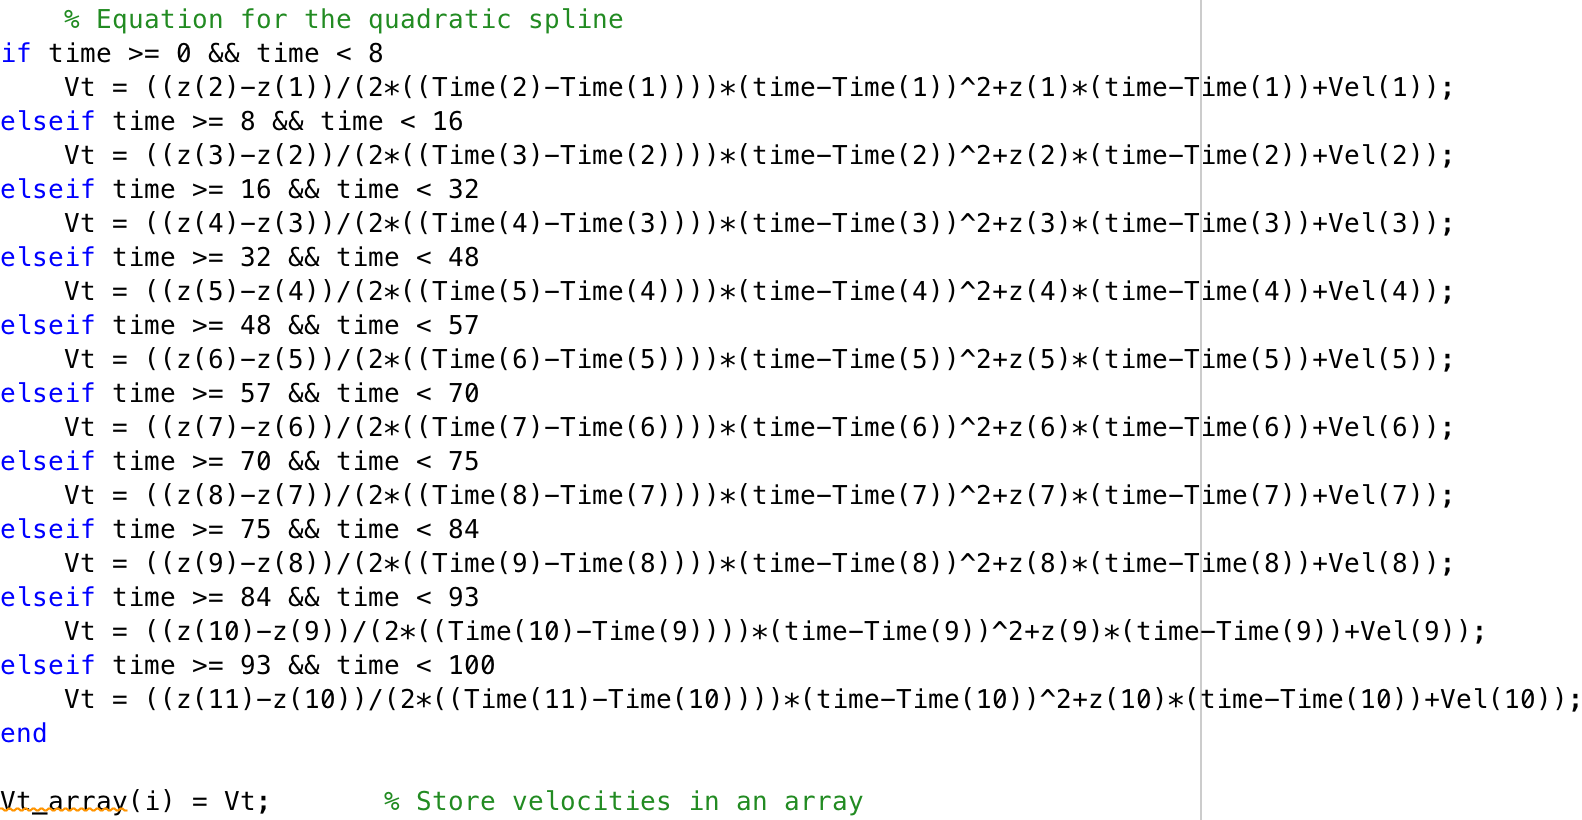 % Equation for the quadratic spline
if time >= 0 && time < 8
Vt = ((z(2)-z(1))/(2*((Time(2)-Time(1))))*(time-Time(1))^2+z(1)*(time-Time(1))+Vel(1));
elseif time >= 8 && time < 16
Vt = ((z(3)-z(2))/(2*((Time(3)-Time(2))))*(time-Time(2))^2+z(2)*(time-Time(2))+Vel(2));
elseif time >= 16 && time < 32
Vt = ((z(4)-z(3))/(2*((Time(4)-Time(3))))*(time-Time(3))^2+z(3)*(time-Time(3))+Vel(3));
elseif time >= 32 && time < 48
Vt = ((z(5)-z(4))/(2*((Time(5)-Time(4))))*(time-Time(4))^2+z(4)*(time-Time(4))+Vel(4));
elseif time >= 48 && time < 57
Vt = ((z(6)-z(5))/(2*((Time(6)-Time(5))))*(time-Time(5))^2+z(5)*(time-Time(5))+Vel(5));
elseif time >= 57 && time < 70
Vt = ((z(7)-z(6))/(2*((Time(7)-Time(6))))*(time-Time(6))^2+z(6)*(time-Time(6))+Vel(6));
elseif time >= 70 && time < 75
Vt = ((z(8)-z(7))/(2*((Time(8)-Time(7))))*(time-Time(7))^2+z(7)*(time-Time(7))+Vel(7));
elseif time >= 75 && time < 84
Vt = ((z(9)-z(8))/(2*((Time(9)-Time(8))))*(time-Time(8))^2+z(8)*(time-Time(8))+Vel(8));
elseif time >= 84 && time < 93
Vt = ((z(10)-z(9))/(2*((Time(10)-Time(9))))*(time-Time(9))^2+z(9)*(time-Time(9))+Vel(9));
elseif time >= 93 && time < 100
Vt = ((z(11)-z(10))/(2*((Time(11)-Time(10))))*(time-Time(10))^2+z(10)*(time-Time(10))+Vel(10));
end
Vt_array(i) = Vt; % Store velocities in an array